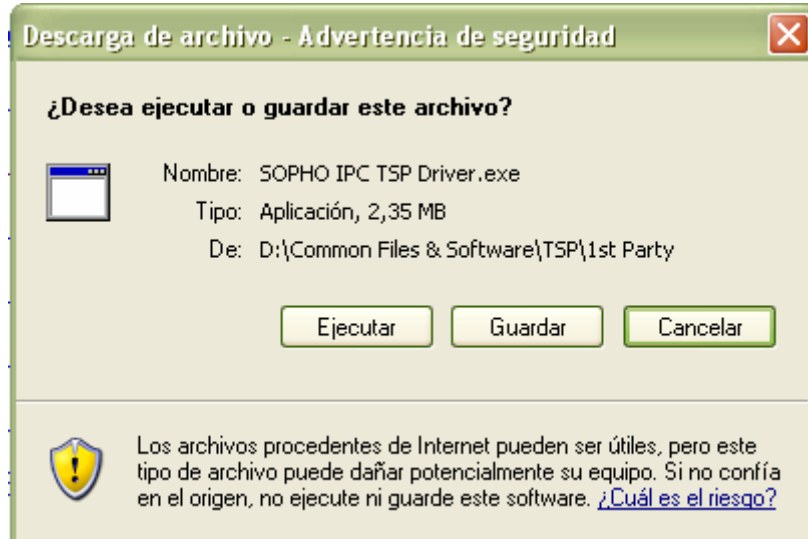 Descarga de archivo - Advertencia de seguridad
¿Desea ejecutar o guardar este archivo?
Nombre: SOPHO IPC TSP Driver.exe
Tipo: Aplicación, 2,35 MB
De: D:\Common Files & Software\TSP\1st Party
Ejecutar Guardar Cancelar
Los archivos procedentes de Internet pueden ser útiles, pero este
tipo de archivo puede dañar potencialmente su equipo. Si no confía
en el origen, no ejecute ni guarde este software. ¿Cuál es el riesgo?